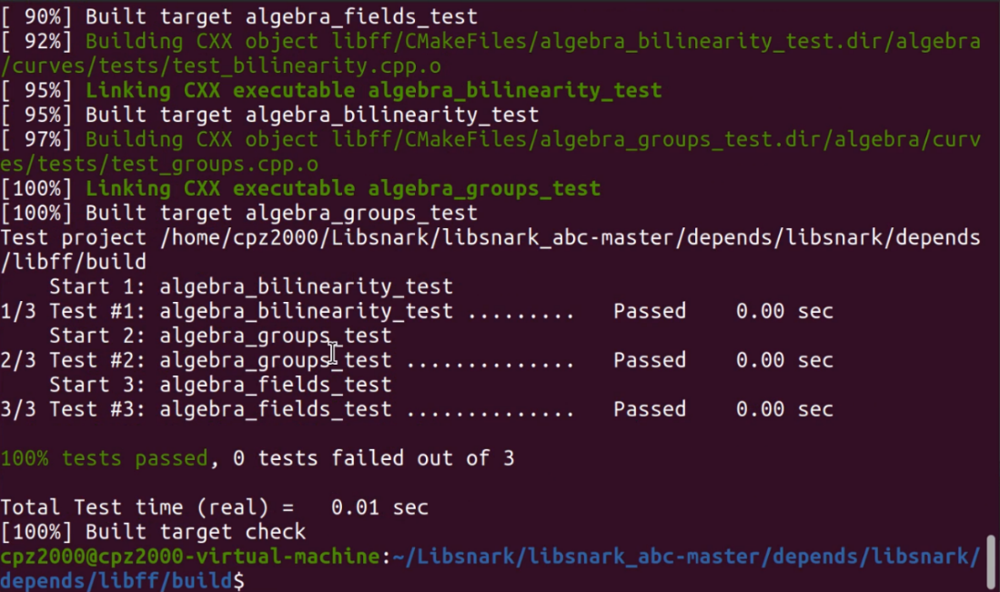 [ 90%] Built target algebra_fields_test
[ 92%] Building CXX object libff/CMakeFiles/algebra_bilinearity_test.dir/algebra
/curves/tests/test_bilinearity.cpp.o
[ 95%] Linking CXX executable algebra_bilinearity_test
[ 95%] Built target algebra_bilinearity_test
[ 97%] Building CXX object libff/CMakeFiles/algebra_groups_test.dir/algebra/curv
es/tests/test_groups.cpp.o
[100%] Linking CXX executable algebra_groups_test
[100%] Built target algebra_groups_test
Test project /home/cpz2000/Libsnark/libsnark_abc-master/depends/libsnark/depends
/libff/build
    Start 1: algebra_bilinearity_test
1/3 Test #1: algebra_bilinearity_test .........   Passed    0.00 sec
    Start 2: algebra_groups_test
2/3 Test #2: algebra_groups_test ..............   Passed    0.00 sec
    Start 3: algebra_fields_test
3/3 Test #3: algebra_fields_test ..............   Passed    0.00 sec
100% tests passed, 0 tests failed out of 3
Total Test time (real) =   0.01 sec
[100%] Built target check
cpz2000@cpz2000-virtual-machine:~/Libsnark/libsnark_abc-master/depends/libsnark/
depends/libff/build$